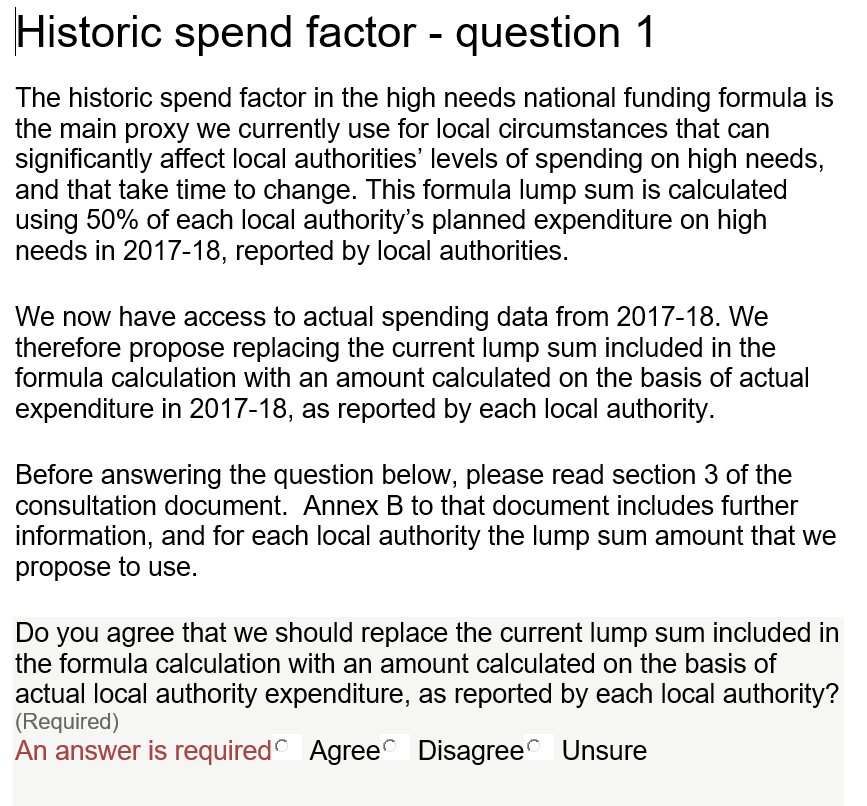 Historic spend factor - question 1
The historic spend factor in the high needs national funding formula is
the main proxy we currently use for local circumstances that can
significantly affect local authorities’ levels of spending on high needs,
and that take time to change. This formula lump sum is calculated
using 50% of each local authority’s planned expenditure on high
needs in 2017-18, reported by local authorities.
We now have access to actual spending data from 2017-18. We
therefore propose replacing the current lump sum included in the
formula calculation with an amount calculated on the basis of actual
expenditure in 2017-18, as reported by each local authority.
Before answering the question below, please read section 3 of the
consultation document.  Annex B to that document includes further
information, and for each local authority the lump sum amount that we
propose to use.
Do you agree that we should replace the current lump sum included in
the formula calculation with an amount calculated on the basis of
actual local authority expenditure, as reported by each local authority?
(Required)
An answer is required Agree Disagree Unsure